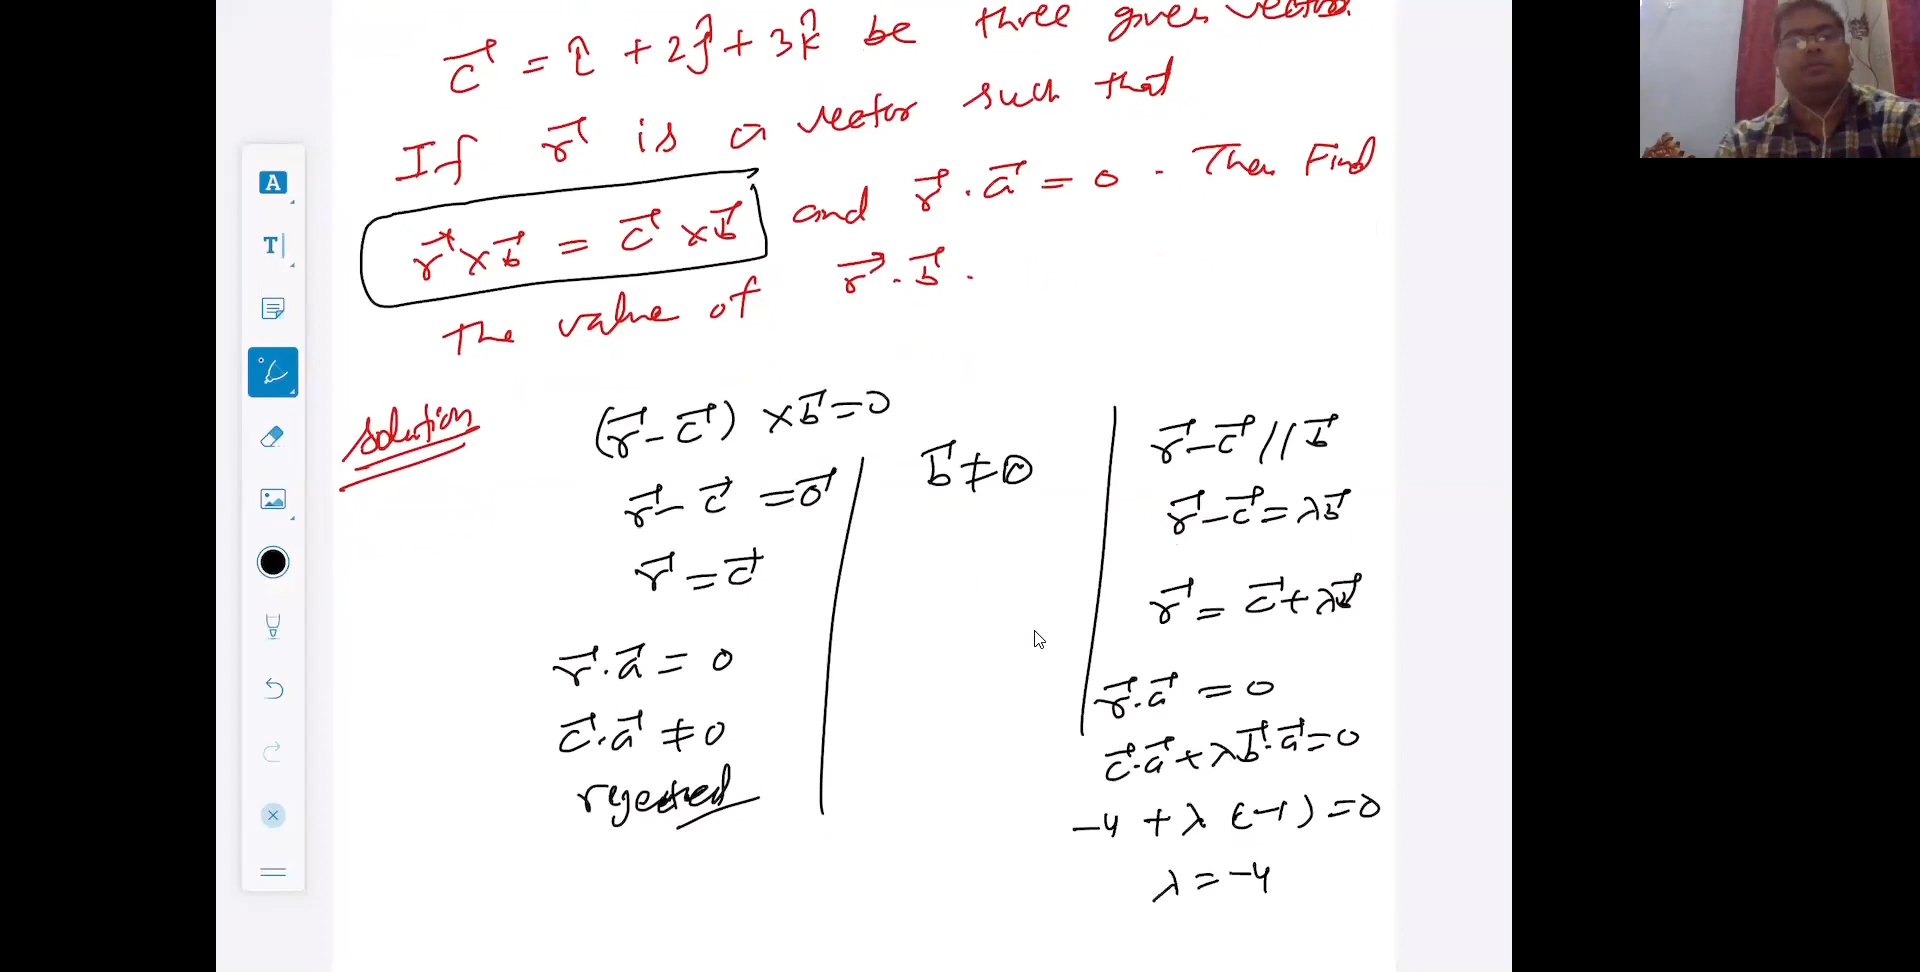 c⃗ = î + 2ĵ + 3k̂ be three given vectors.
If r⃗ is a vector such that
r⃗ × b⃗ = c⃗ × b⃗ and r⃗ . a⃗ = 0 . Then Find
the value of r⃗ . b⃗ .
Solution
(r⃗ - c⃗) × b⃗ = 0
r⃗ - c⃗ = 0⃗
r⃗ = c⃗
r⃗ . a⃗ = 0
c⃗ . a⃗ ≠ 0
rejected
b⃗ ≠ 0
r⃗ - c⃗ // b⃗
r⃗ - c⃗ = λb⃗
r⃗ = c⃗ + λb⃗
r⃗ . a⃗ = 0
c⃗ . a⃗ + λ b⃗ . a⃗ = 0
-4 + λ (-1) = 0
λ = -4
A
T